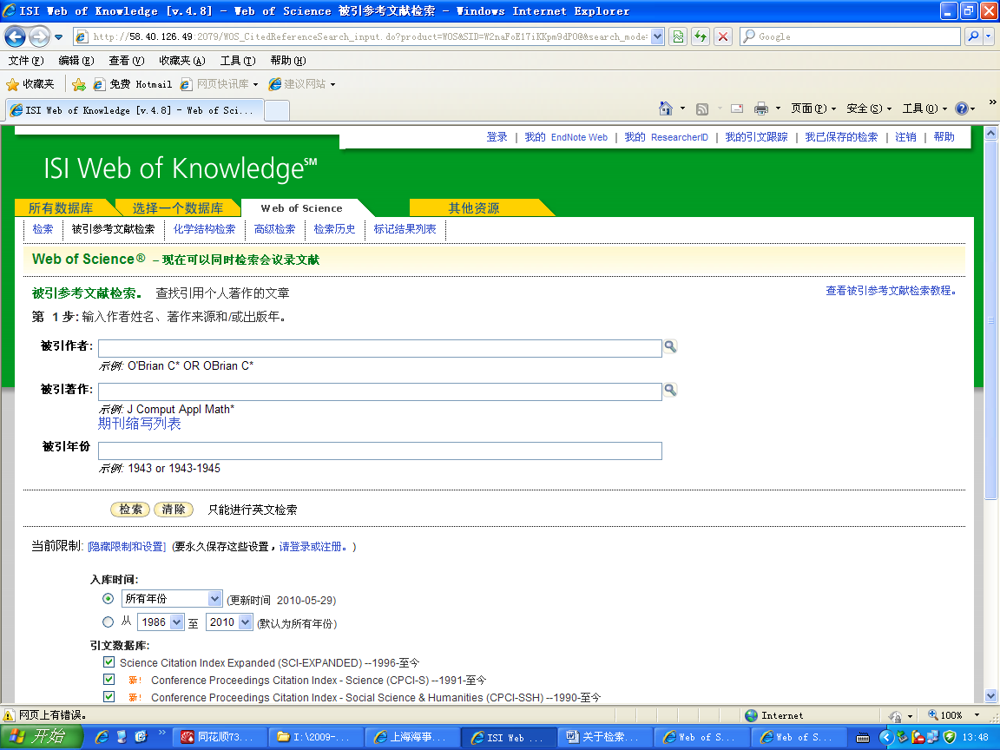 ISI Web of Knowledge [v.4.8] - Web of Science 被引参考文献检索 - Windows Internet Explorer
http://58.40.126.49:2079/WOS_CitedReferenceSearch_input.do?product=WOS&SID=W2naFoE17iKKpm9dPO@&search_mode=
Google
文件(F) 编辑(E) 查看(V) 收藏夹(A) 工具(T) 帮助(H)
收藏夹 免费 Hotmail 网页快讯库 建议网站
ISI Web of Knowledge [v.4.8] - Web of Sci...
页面(P) 安全(S) 工具(O) »
登录 | 我的 EndNote Web | 我的 ResearcherID | 我的引文跟踪 | 我已保存的检索 | 注销 | 帮助
ISI Web of Knowledge℠
所有数据库 选择一个数据库 Web of Science 其他资源
检索 被引参考文献检索 化学结构检索 高级检索 检索历史 标记结果列表
Web of Science® – 现在可以同时检索会议录文献
被引参考文献检索。 查找引用个人著作的文章
查看被引参考文献检索教程。
第 1 步: 输入作者姓名、著作来源和/或出版年。
被引作者:
示例: O'Brian C* OR OBrian C*
被引著作:
示例: J Comput Appl Math*
期刊缩写列表
被引年份
示例: 1943 or 1943-1945
检索 清除 只能进行英文检索
当前限制: [隐藏限制和设置] (要永久保存这些设置，请登录或注册。)
入库时间:
所有年份 (更新时间 2010-05-29)
从 1986 至 2010 (默认为所有年份)
引文数据库:
Science Citation Index Expanded (SCI-EXPANDED) --1996-至今
新! Conference Proceedings Citation Index - Science (CPCI-S) --1991-至今
新! Conference Proceedings Citation Index - Social Science & Humanities (CPCI-SSH) --1990-至今
网页上有错误。 Internet 100%
开始 » 同花顺73... I:\2009-... 上海海事... ISI Web ... 关于检索... Web of S... Web of S... 13:48